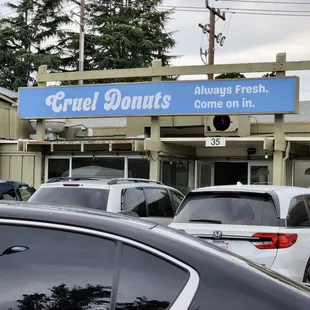 Cruel Donuts
Always Fresh.
Come on in.
35